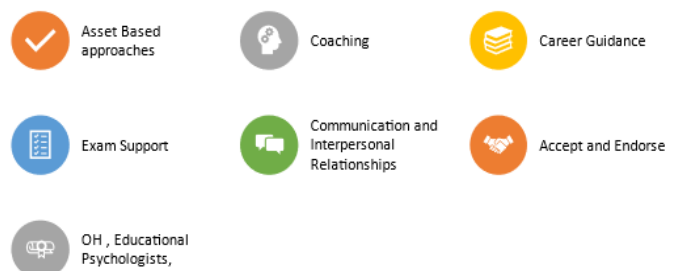 Asset Based
approaches
Coaching
Career Guidance
Exam Support
Communication and
Interpersonal
Relationships
Accept and Endorse
OH , Educational
Psychologists,